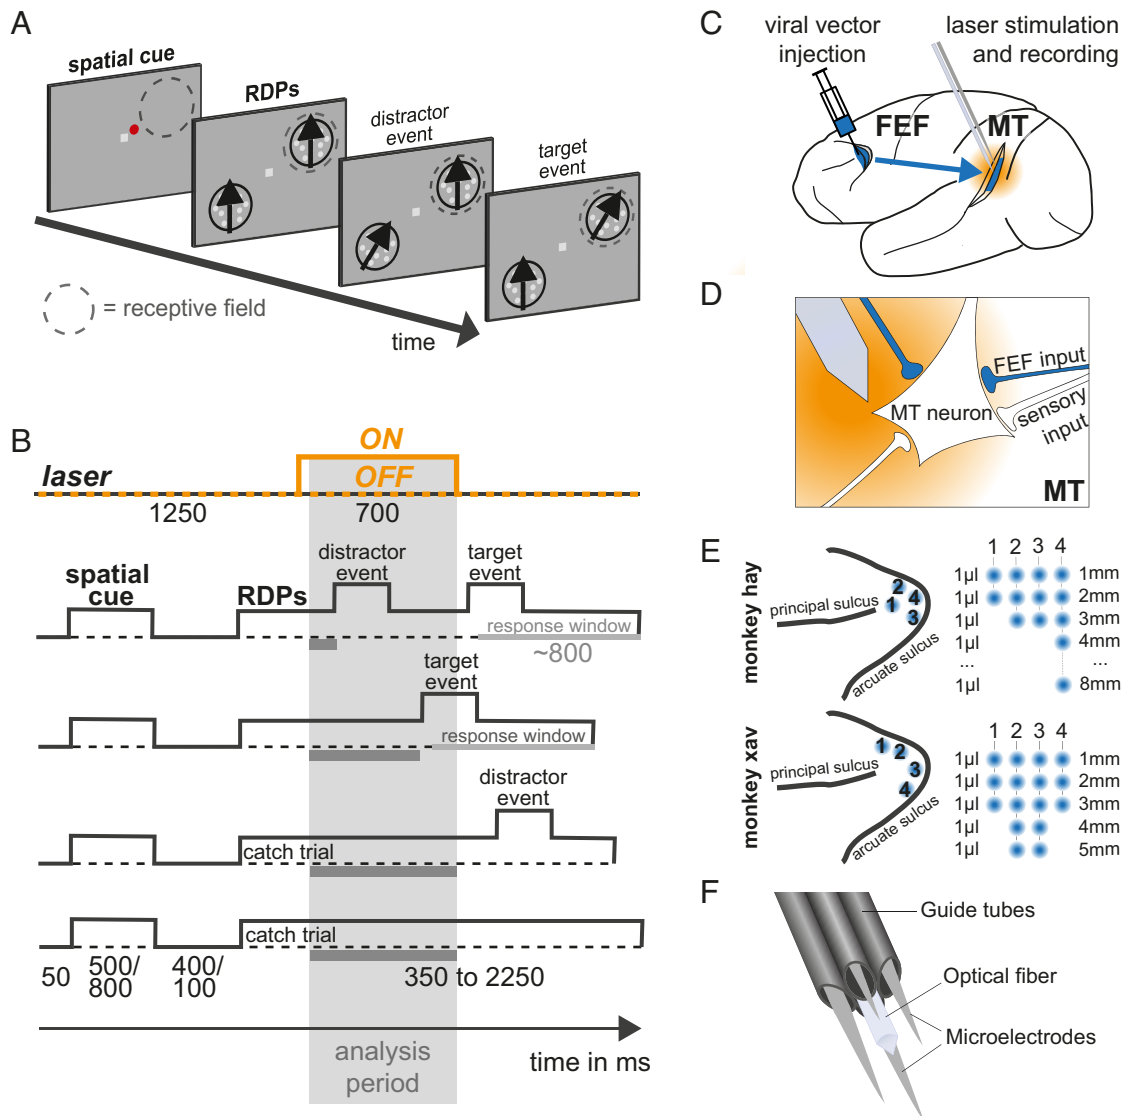 A
spatial cue
RDPs
distractor
event
target
event
= receptive field
time
B
ON
laser
OFF
1250
700
distractor
event
target
event
spatial
cue
RDPs
response window
~800
target
event
response window
distractor
event
catch trial
catch trial
50
500/
800
400/
100
350 to 2250
time in ms
analysis
period
C
viral vector
injection
laser stimulation
and recording
FEF
MT
D
FEF input
MT neuron
sensory
input
MT
E
monkey hay
principal sulcus
arcuate sulcus
1
2
3
4
1 2 3 4
1µl 1mm
1µl 2mm
1µl 3mm
1µl 4mm
... ...
1µl 8mm
monkey xav
principal sulcus
arcuate sulcus
1
2
3
4
1 2 3 4
1µl 1mm
1µl 2mm
1µl 3mm
1µl 4mm
1µl 5mm
F
Guide tubes
Optical fiber
Microelectrodes